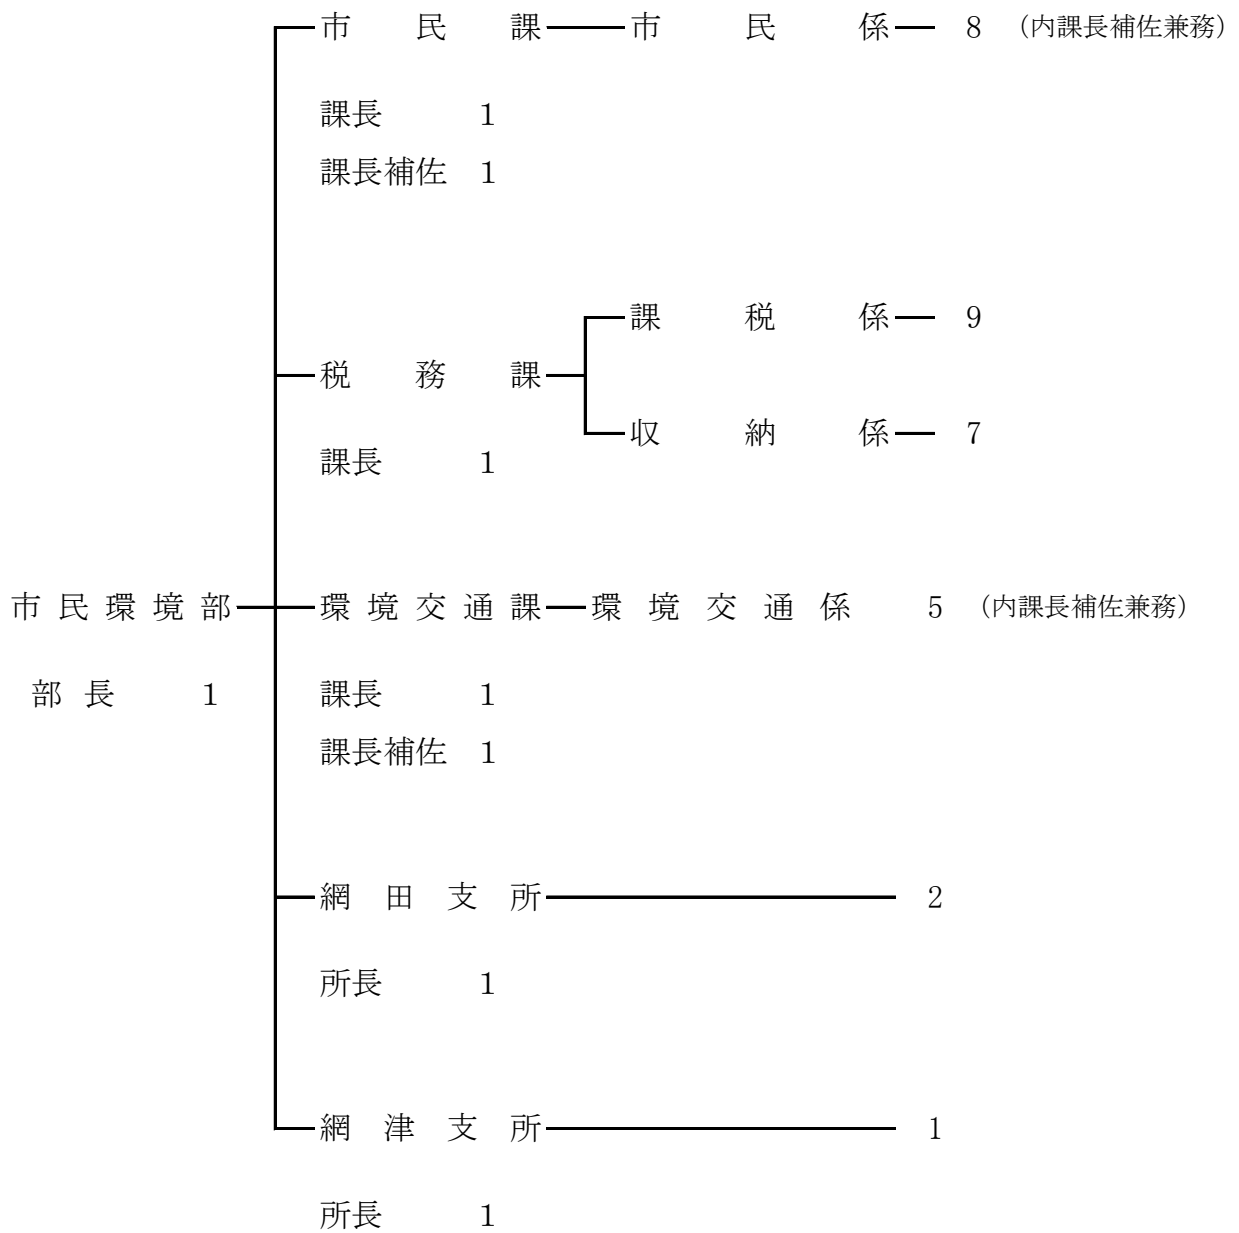 市民課 市民係 8 （内課長補佐兼務）
課長 1
課長補佐 1
課税係 9
税務課
収納係 7
課長 1
市民環境部 環境交通課 環境交通係 5 （内課長補佐兼務）
部長 1 課長 1
課長補佐 1
網田支所 2
所長 1
網津支所 1
所長 1